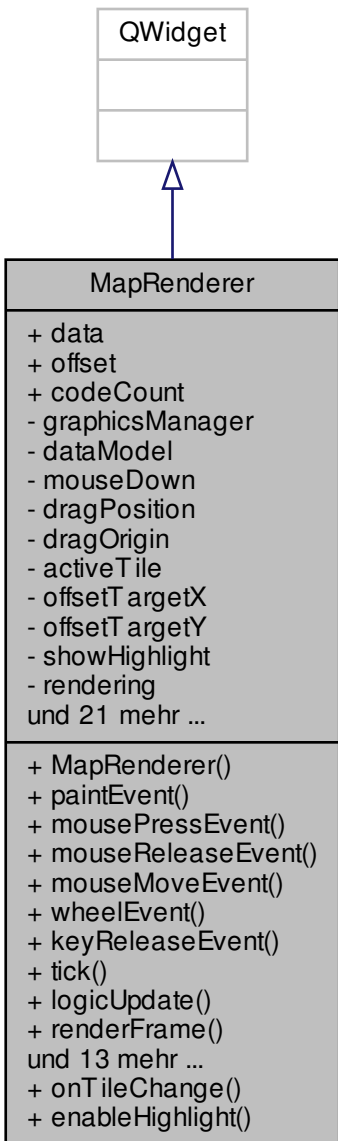 QWidget
MapRenderer
+ data
+ offset
+ codeCount
- graphicsManager
- dataModel
- mouseDown
- dragPosition
- dragOrigin
- activeTile
- offsetTargetX
- offsetTargetY
- showHighlight
- rendering
und 21 mehr ...
+ MapRenderer()
+ paintEvent()
+ mousePressEvent()
+ mouseReleaseEvent()
+ mouseMoveEvent()
+ wheelEvent()
+ keyReleaseEvent()
+ tick()
+ logicUpdate()
+ renderFrame()
und 13 mehr ...
+ onTileChange()
+ enableHighlight()